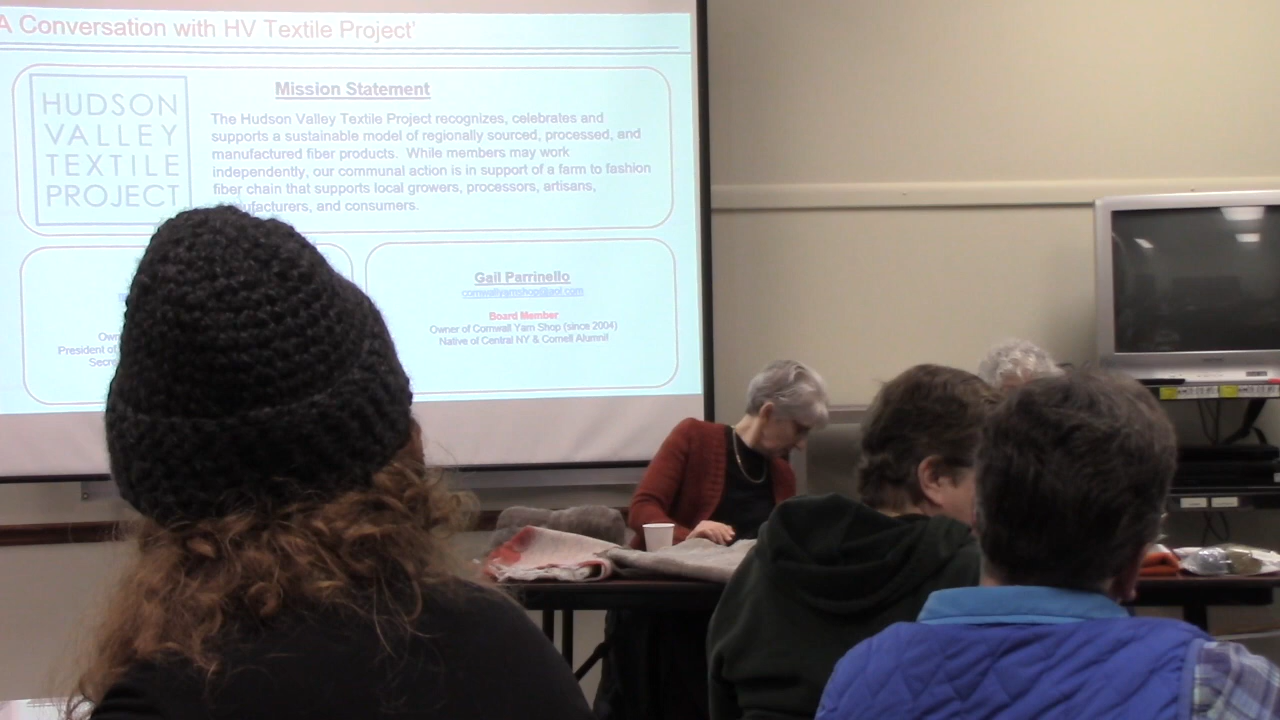 A Conversation with HV Textile Project'
HUDSON
VALLEY
TEXTILE
PROJECT
Mission Statement
The Hudson Valley Textile Project recognizes, celebrates and
supports a sustainable model of regionally sourced, processed, and
manufactured fiber products. While members may work
independently, our communal action is in support of a farm to fashion
fiber chain that supports local growers, processors, artisans,
facturers, and consumers.
President of
Gail Parrinello
cornwallyarnshop@aol.com
Board Member
Owner of Cornwall Yarn Shop (since 2004)
Native of Central NY & Cornell Alumni!